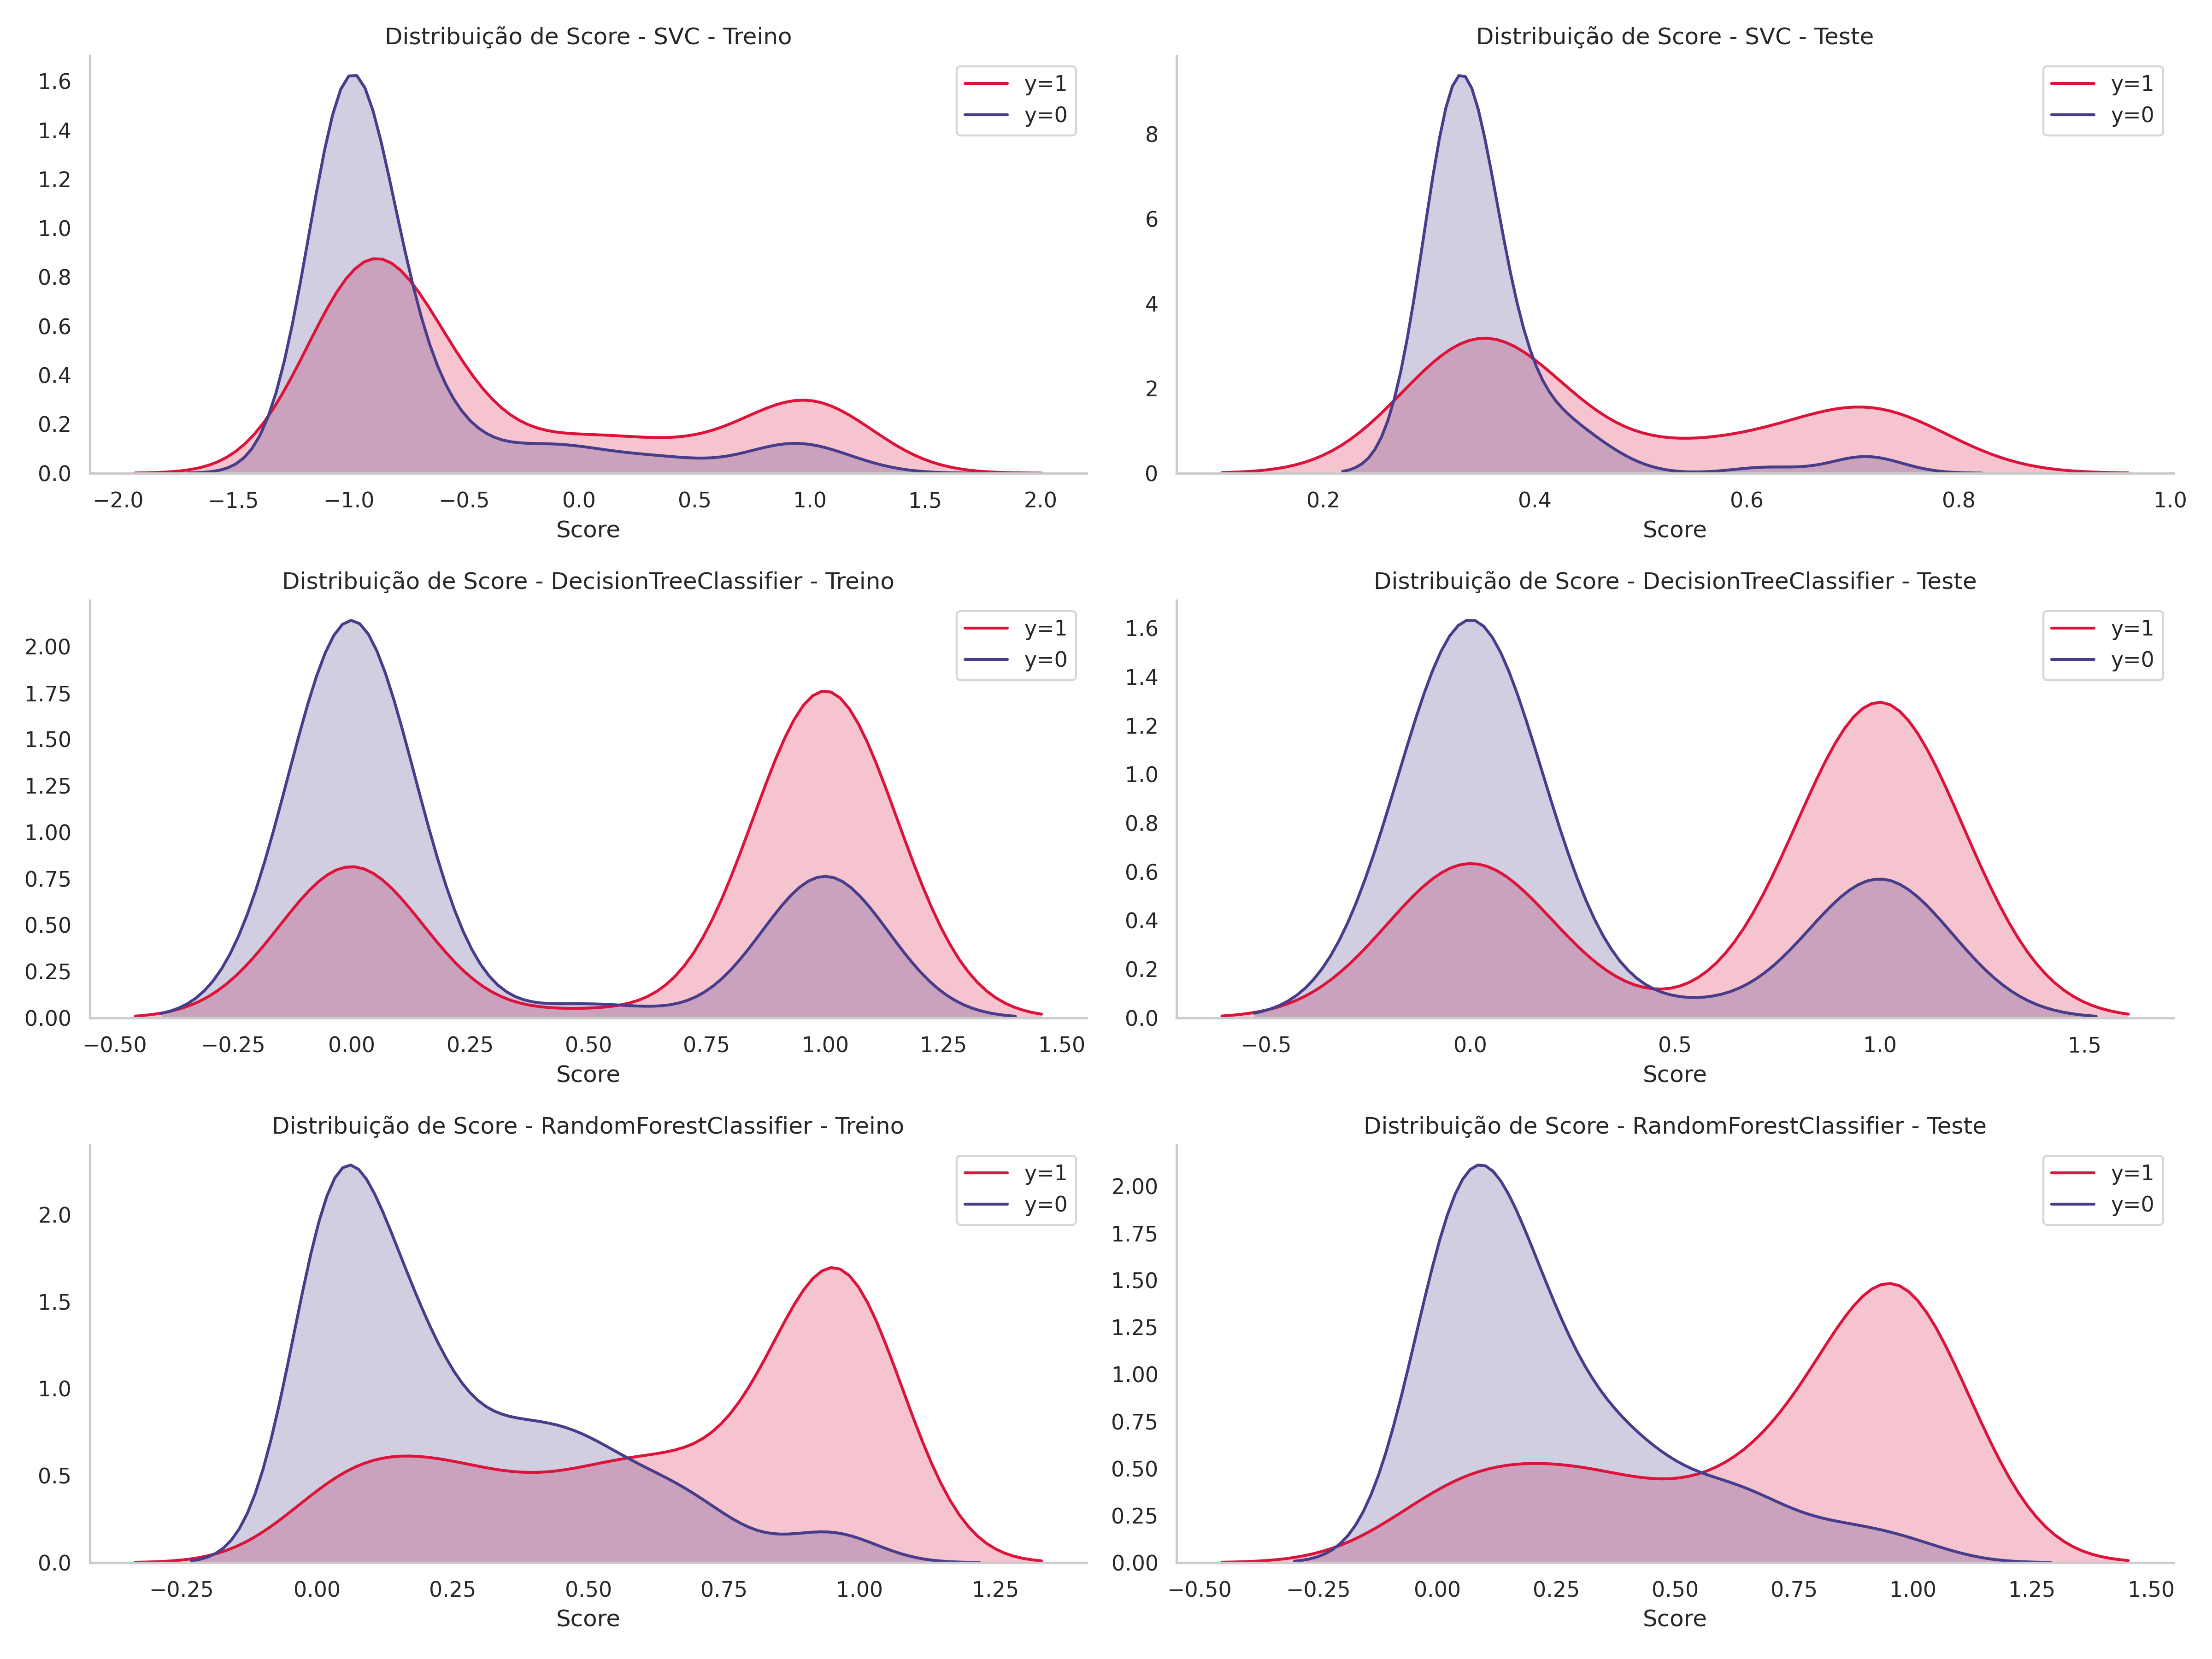 Distribuição de Score - SVC - Treino
1.6
1.4
1.2
1.0
0.8
0.6
0.4
0.2
0.0
y=1
y=0
−2.0 −1.5 −1.0 −0.5 0.0 0.5 1.0 1.5 2.0
Score
Distribuição de Score - SVC - Teste
8
6
4
2
0
y=1
y=0
0.2 0.4 0.6 0.8 1.0
Score
Distribuição de Score - DecisionTreeClassifier - Treino
2.00
1.75
1.50
1.25
1.00
0.75
0.50
0.25
0.00
y=1
y=0
−0.50 −0.25 0.00 0.25 0.50 0.75 1.00 1.25 1.50
Score
Distribuição de Score - DecisionTreeClassifier - Teste
1.6
1.4
1.2
1.0
0.8
0.6
0.4
0.2
0.0
y=1
y=0
−0.5 0.0 0.5 1.0 1.5
Score
Distribuição de Score - RandomForestClassifier - Treino
2.0
1.5
1.0
0.5
0.0
y=1
y=0
−0.25 0.00 0.25 0.50 0.75 1.00 1.25
Score
Distribuição de Score - RandomForestClassifier - Teste
2.00
1.75
1.50
1.25
1.00
0.75
0.50
0.25
0.00
y=1
y=0
−0.50 −0.25 0.00 0.25 0.50 0.75 1.00 1.25 1.50
Score